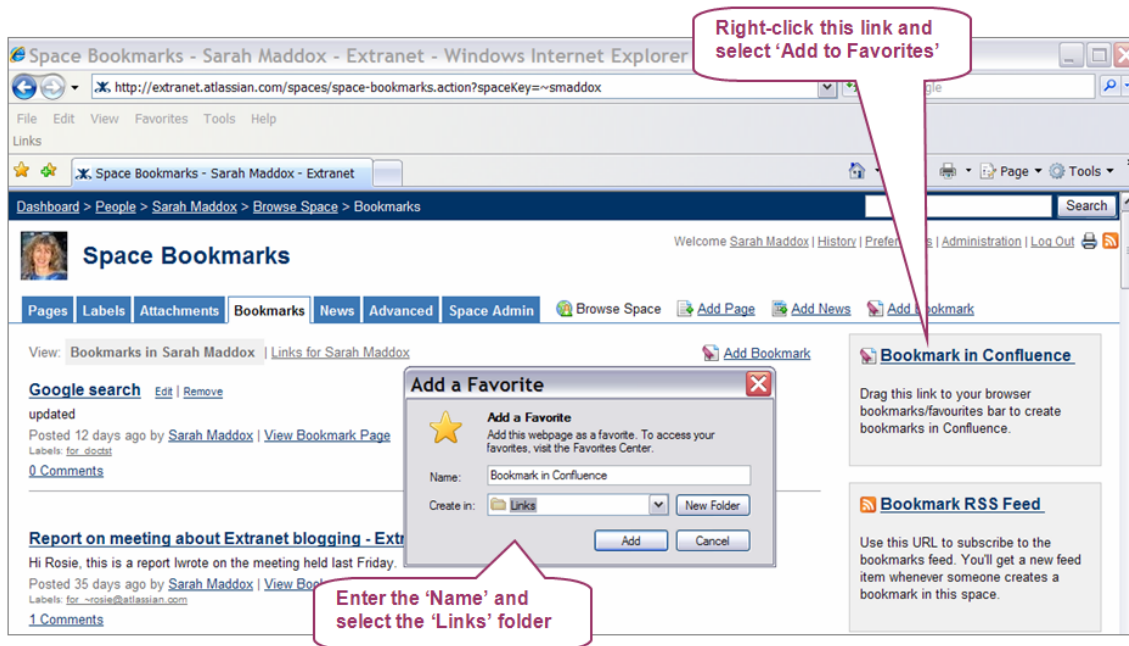 Right-click this link and
select ‘Add to Favorites’
Space Bookmarks - Sarah Maddox - Extranet - Windows Internet Explorer
http://extranet.atlassian.com/spaces/space-bookmarks.action?spaceKey=~smaddox
File Edit View Favorites Tools Help
Links
Space Bookmarks - Sarah Maddox - Extranet
Page Tools
Dashboard > People > Sarah Maddox > Browse Space > Bookmarks
Search
Welcome Sarah Maddox | History | | Administration | Log Out
Space Bookmarks
Pages Labels Attachments Bookmarks News Advanced Space Admin Browse Space Add Page Add News Add Bookmark
View: Bookmarks in Sarah Maddox | Links for Sarah Maddox
Add Bookmark
Google search Edit | Remove
updated
Posted 12 days ago by Sarah Maddox | View Bookmark Page
Labels: for_doctst
0 Comments
Report on meeting about Extranet blogging -
Hi Rosie, this is a report Iwrote on the meeting held last Friday.
Posted 35 days ago by Sarah Maddox | View
Labels: for_~rosie@atlassian.com
1 Comments
Add a Favorite
Add a Favorite
Add this webpage as a favorite. To access your
favorites, visit the Favorites Center.
Name: Bookmark in Confluence
Create in: Links New Folder
Add Cancel
Enter the ‘Name’ and
select the ‘Links’ folder
Bookmark in Confluence
Drag this link to your browser
bookmarks/favourites bar to create
bookmarks in Confluence.
Bookmark RSS Feed
Use this URL to subscribe to the
bookmarks feed. You'll get a new feed
item whenever someone creates a
bookmark in this space.